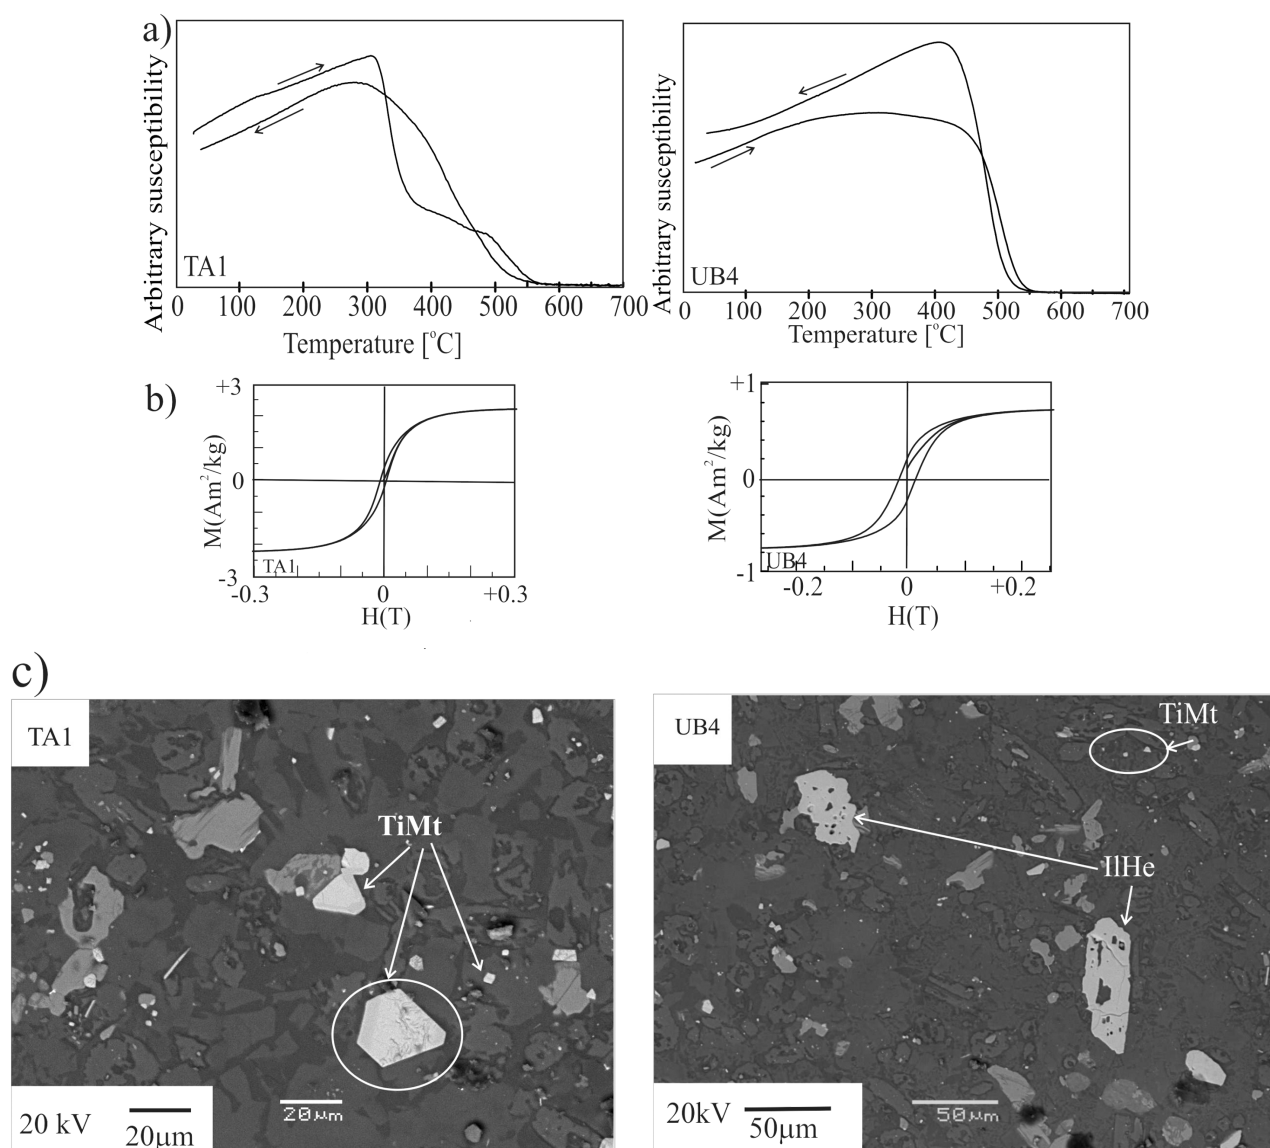 a)
Arbitrary susceptibility
TA1
0 100 200 300 400 500 600 700
Temperature [°C]
Arbitrary susceptibility
UB4
0 100 200 300 400 500 600 700
Temperature [°C]
b)
M(Am²/kg)
+3
0
-3
TA1
-0.3 0 +0.3
H(T)
M(Am²/kg)
+1
0
-1
UB4
-0.2 0 +0.2
H(T)
c)
TA1
TiMt
20 kV 20µm
20µm
UB4
TiMt
IlHe
20kV 50µm
50µm